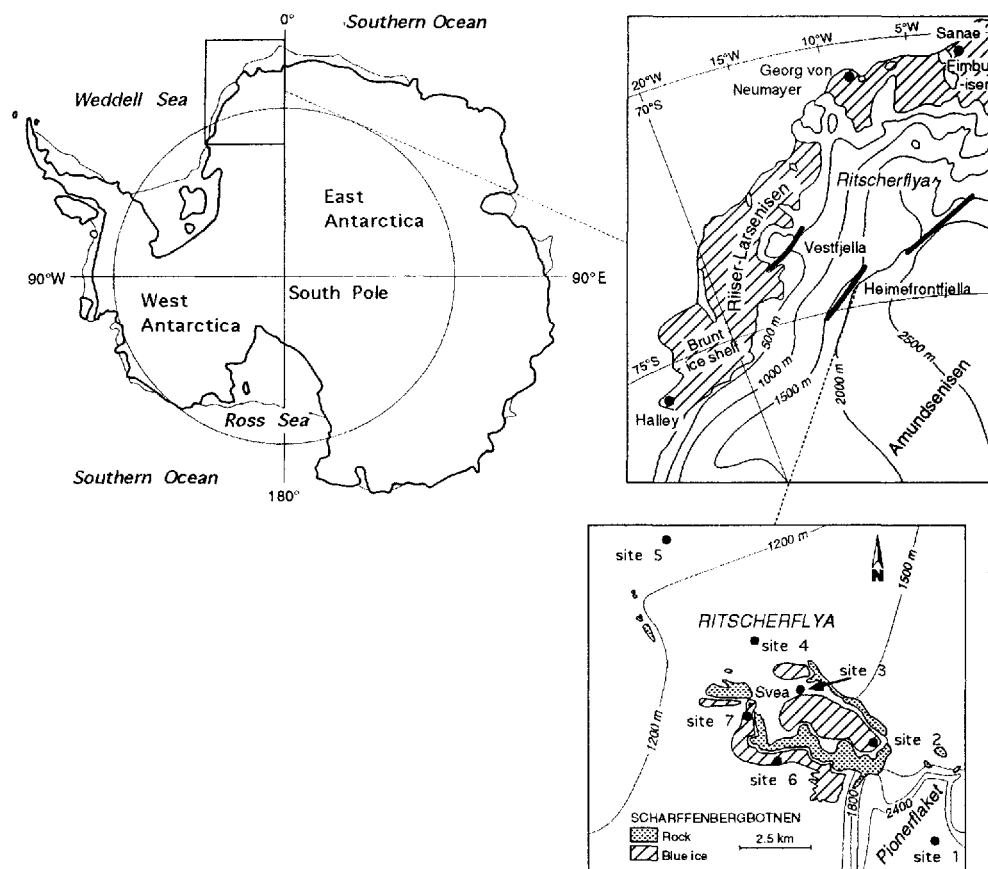 0°
Southern Ocean
Weddell Sea
East
Antarctica
90°W
90°E
South Pole
West
Antarctica
Ross Sea
Southern Ocean
180°
20°W
15°W
10°W
5°W
70°S
Sanae
Georg von
Neumayer
Fimbul
-isen
Ritscherflya
Riiser-Larsenisen
Vestfjella
Heimefrontfjella
Brunt
ice shelf
75°S
500 m
1000 m
1500 m
2000 m
2500 m
Amundsenisen
Halley
site 5
1200 m
1500 m
N
RITSCHERFLYA
site 4
site 3
Svea
site 7
1200 m
site 2
site 6
1800
2400
Pionerflaket
site 1
SCHARFFENBERGBOTNEN
Rock
Blue ice
2.5 km